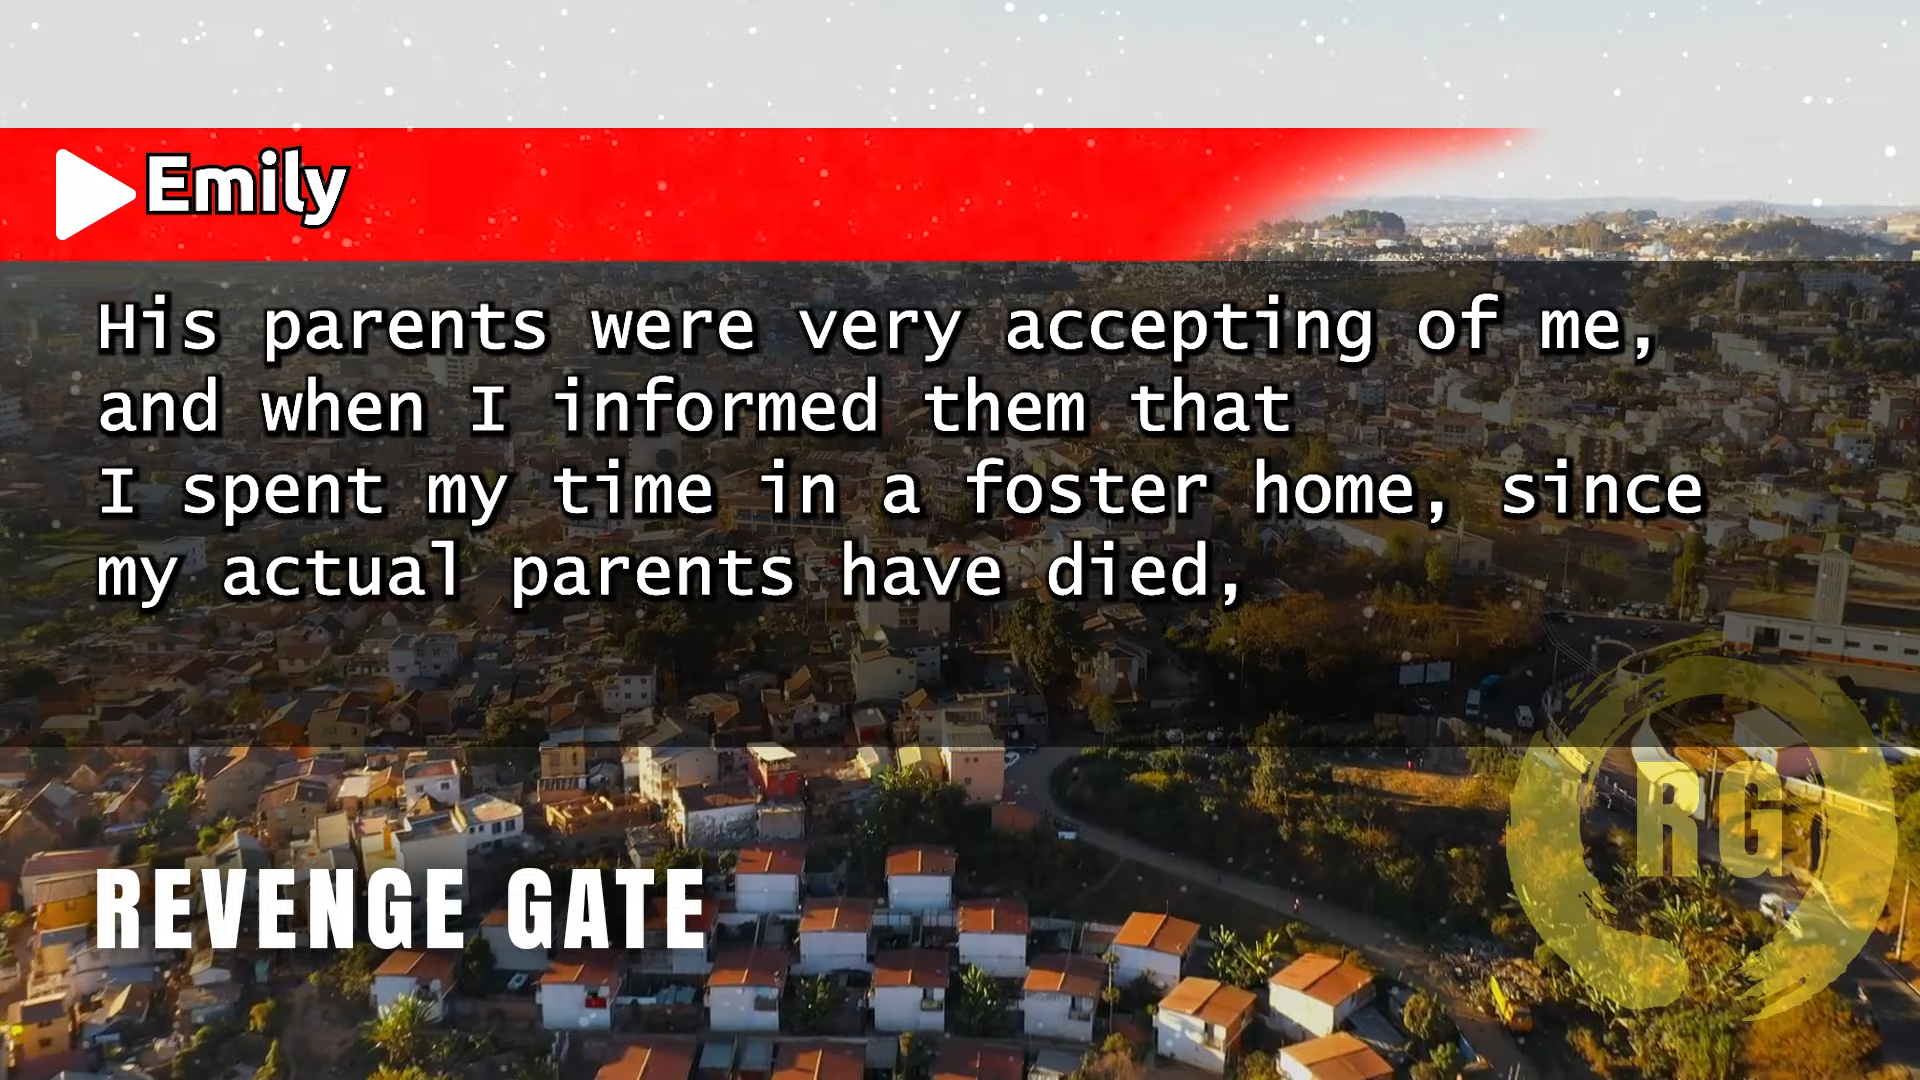 Emily
His parents were very accepting of me,
and when I informed them that
I spent my time in a foster home, since
my actual parents have died,
REVENGE GATE
RG